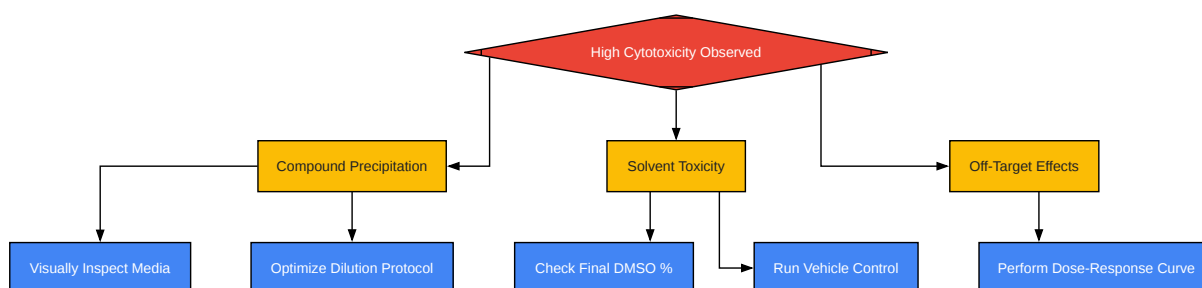 High Cytotoxicity Observed
Compound Precipitation
Solvent Toxicity
Off-Target Effects
Visually Inspect Media
Optimize Dilution Protocol
Check Final DMSO %
Run Vehicle Control
Perform Dose-Response Curve